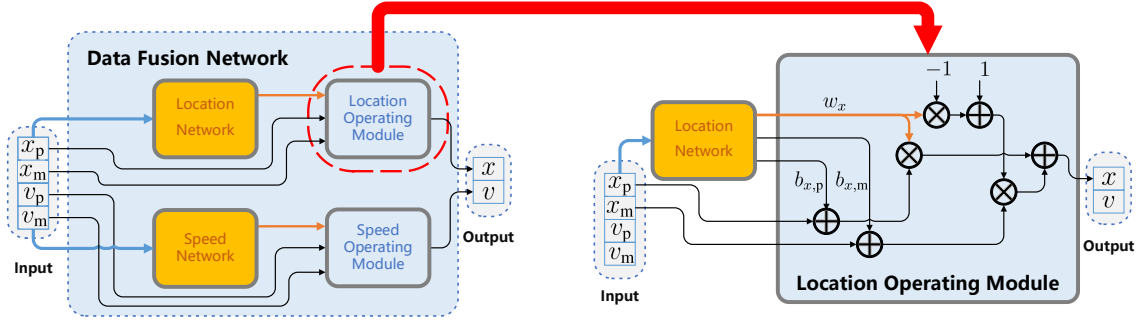 Data Fusion Network
Location
Network
Location
Operating
Module
x_p
x_m
v_p
v_m
Input
Speed
Network
Speed
Operating
Module
x
v
Output
−1
1
w_x
Location
Network
b_{x,p}
b_{x,m}
x_p
x_m
v_p
v_m
Input
x
v
Output
Location Operating Module